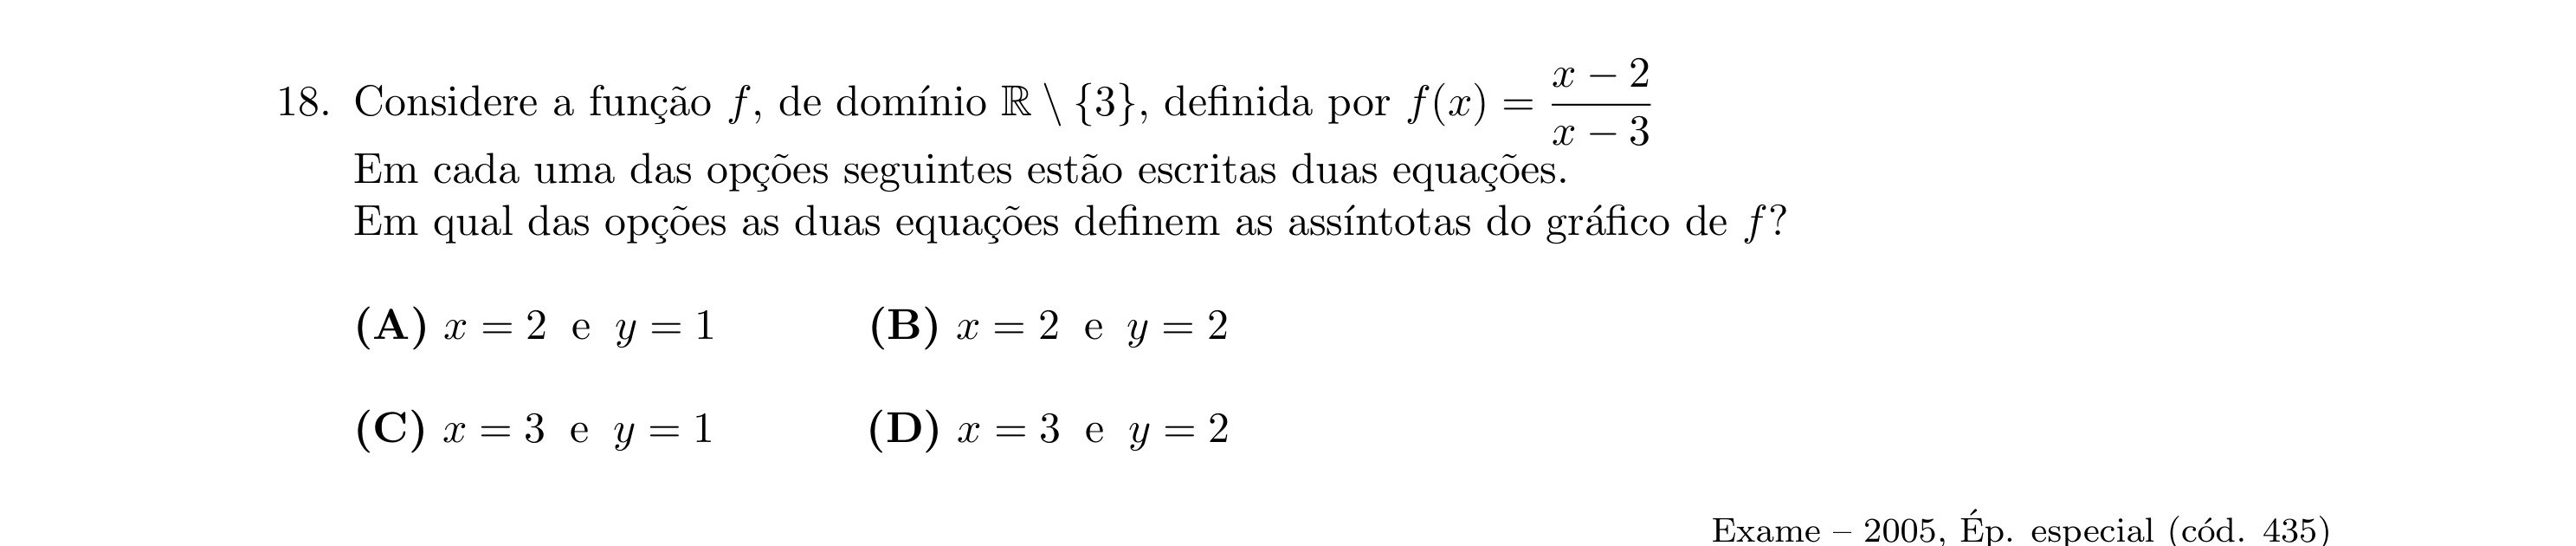 18. Considere a função f, de domínio ℝ \ {3}, definida por f(x) = \frac{x − 2}{x − 3}
Em cada uma das opções seguintes estão escritas duas equações.
Em qual das opções as duas equações definem as assíntotas do gráfico de f?
(A) x = 2 e y = 1 (B) x = 2 e y = 2
(C) x = 3 e y = 1 (D) x = 3 e y = 2
Exame – 2005, Ép. especial (cód. 435)